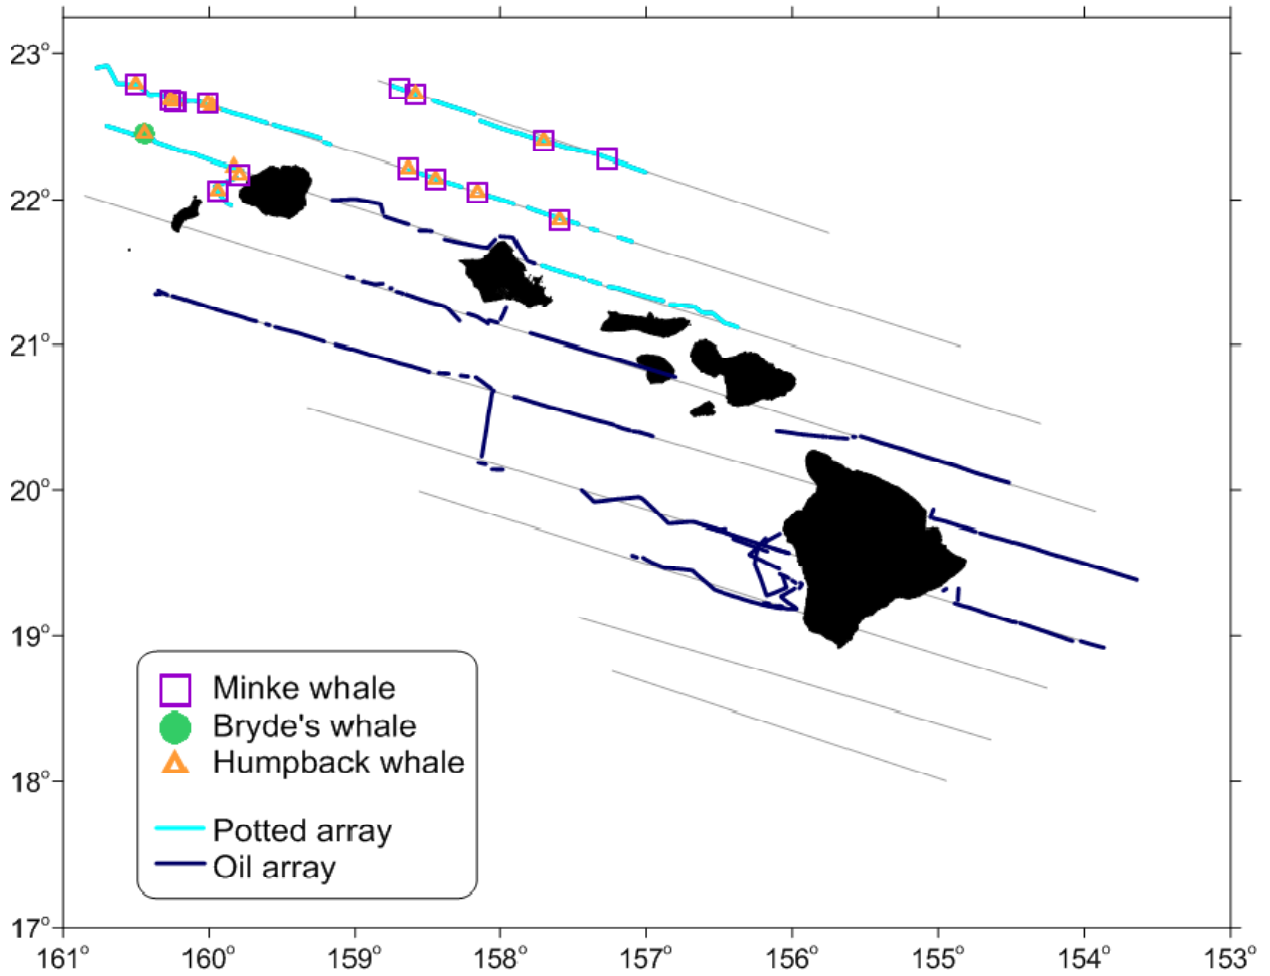 23°
22°
21°
20°
19°
18°
17°
Minke whale
Bryde's whale
Humpback whale
Potted array
Oil array
161° 160° 159° 158° 157° 156° 155° 154° 153°